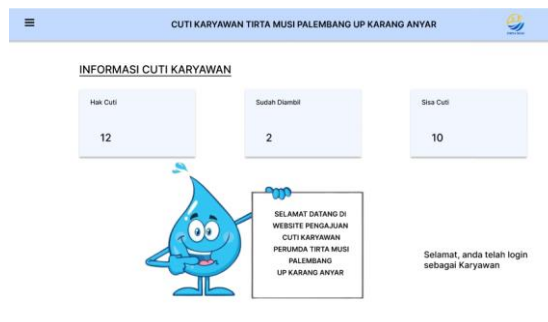 CUTI KARYAWAN TIRTA MUSI PALEMBANG UP KARANG ANYAR
INFORMASI CUTI KARYAWAN
Hak Cuti
12
Sudah Diambil
2
Sisa Cuti
10
SELAMAT DATANG DI
WEBSITE PENGAJUAN
CUTI KARYAWAN
PERUMDA TIRTA MUSI
PALEMBANG
UP KARANG ANYAR
Selamat, anda telah login
sebagai Karyawan